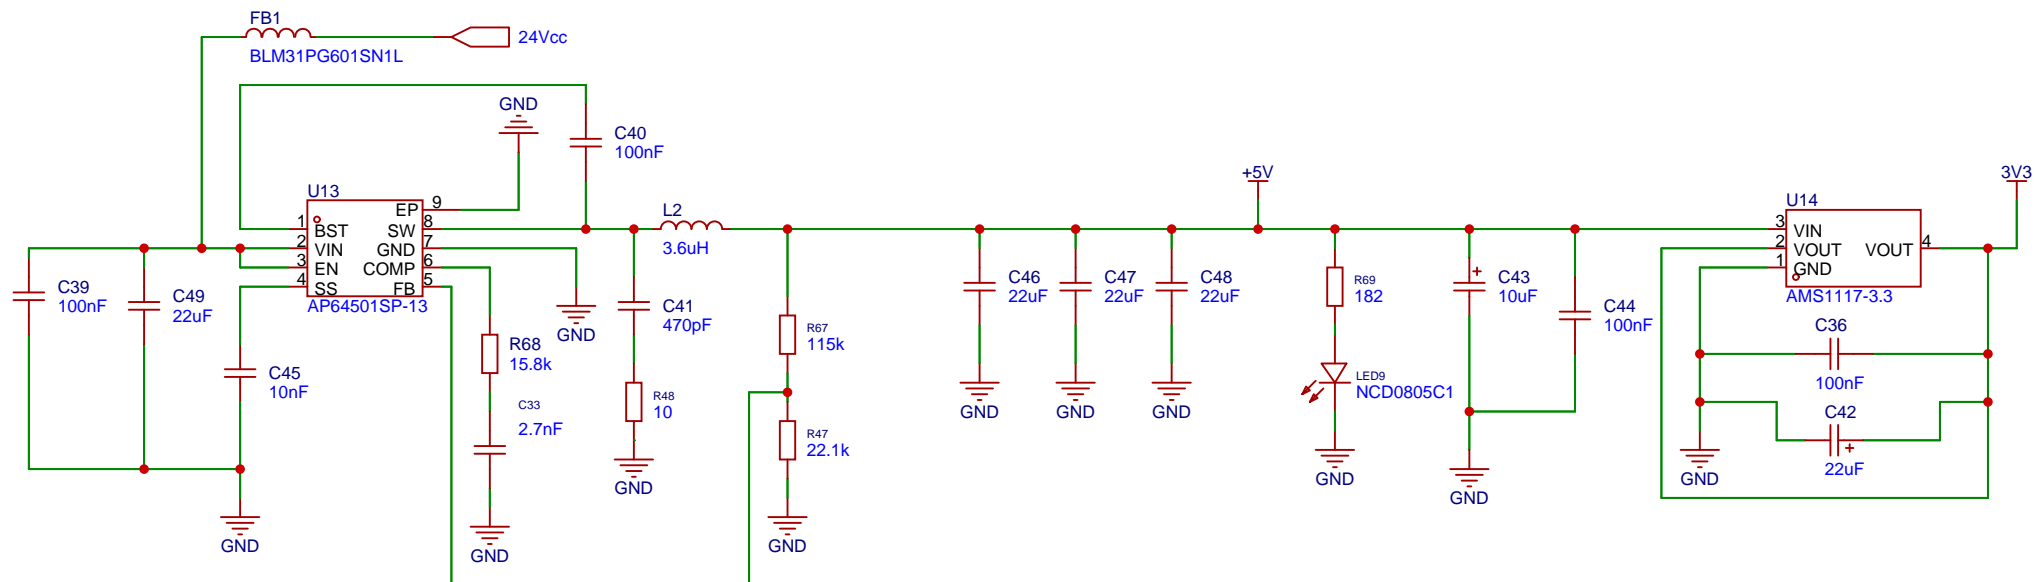 FB1
24Vcc
BLM31PG601SN1L
GND
C40
100nF
+5V
3V3
U13
U14
EP 9
1 BST SW 8
2 VIN GND 7
3 EN COMP 6
4 SS FB 5
AP64501SP-13
L2
3.6uH
3 VIN
2 VOUT VOUT 4
1 GND
AMS1117-3.3
C39
100nF
C49
22uF
C41
470pF
GND
C46
22uF
C47
22uF
C48
22uF
R69
182
C43
10uF
C44
100nF
R68
15.8k
R67
115k
C36
100nF
C45
10nF
C33
2.7nF
R48
10
R47
22.1k
LED9
NCD0805C1
C42
22uF
GND
GND
GND
GND
GND
GND
GND
GND
GND
GND
GND